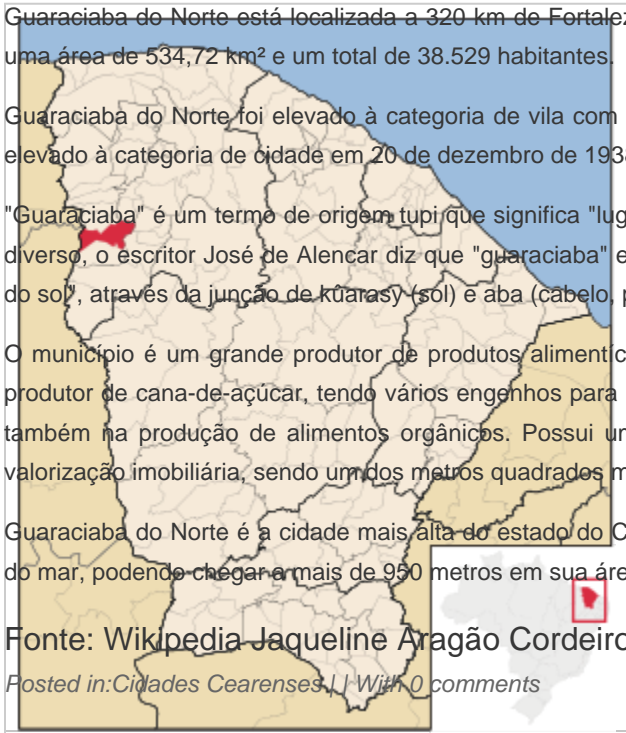 Guaraciaba do Norte está localizada a 320 km de
uma área de 534,72 km² e um total de 38.529 habitantes.
Guaraciaba do Norte foi elevado à categoria de vila com
elevado à categoria de cidade em 20 de dezembro de
"Guaraciaba" é um termo de origem tupi que significa
diverso, o escritor José de Alencar diz que "guaraciaba"
do sol", através da junção de kûarasy (sol) e aba (cabelo,
O município é um grande produtor de produtos
produtor de cana-de-açúcar, tendo vários engenhos para
também na produção de alimentos orgânicos. Possui
valorização imobiliária, sendo um dos metros quadrados
Guaraciaba do Norte é a cidade mais alta do estado do
do mar, podendo chegar a mais de 950 metros em sua
Fonte: Wikipedia Jaqueline Aragão Cordeiro
Posted in:Cidades Cearenses | | With 0 comments